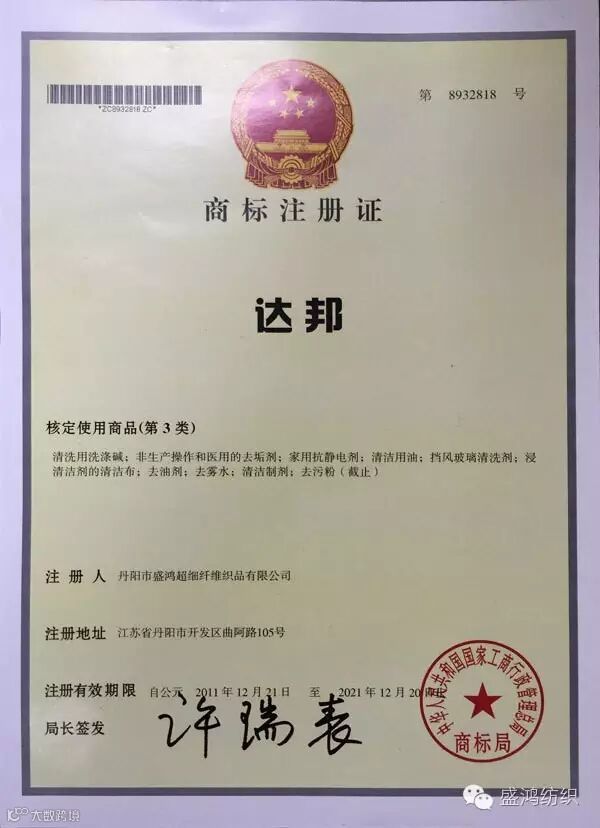 *ZC8932818 ZC*
第 8932818 号
商标注册证
达邦
核定使用商品(第 3 类)
清洗用洗涤碱；非生产操作和医用的去垢剂；家用抗静电剂；清洁用油；挡风玻璃清洗剂；浸
清洁剂的清洁布；去油剂；去雾水；清洁制剂；去污粉（截止）
注册人 丹阳市盛鸿超细纤维织品有限公司
注册地址 江苏省丹阳市开发区曲阿路105号
注册有效期限 自公元 2011 年 12 月 21 日 至 2021 年 12 月 20 日止
局长签发 许瑞表
中华人民共和国国家工商行政管理总局
商标局
盛鸿纺织
大数跨境